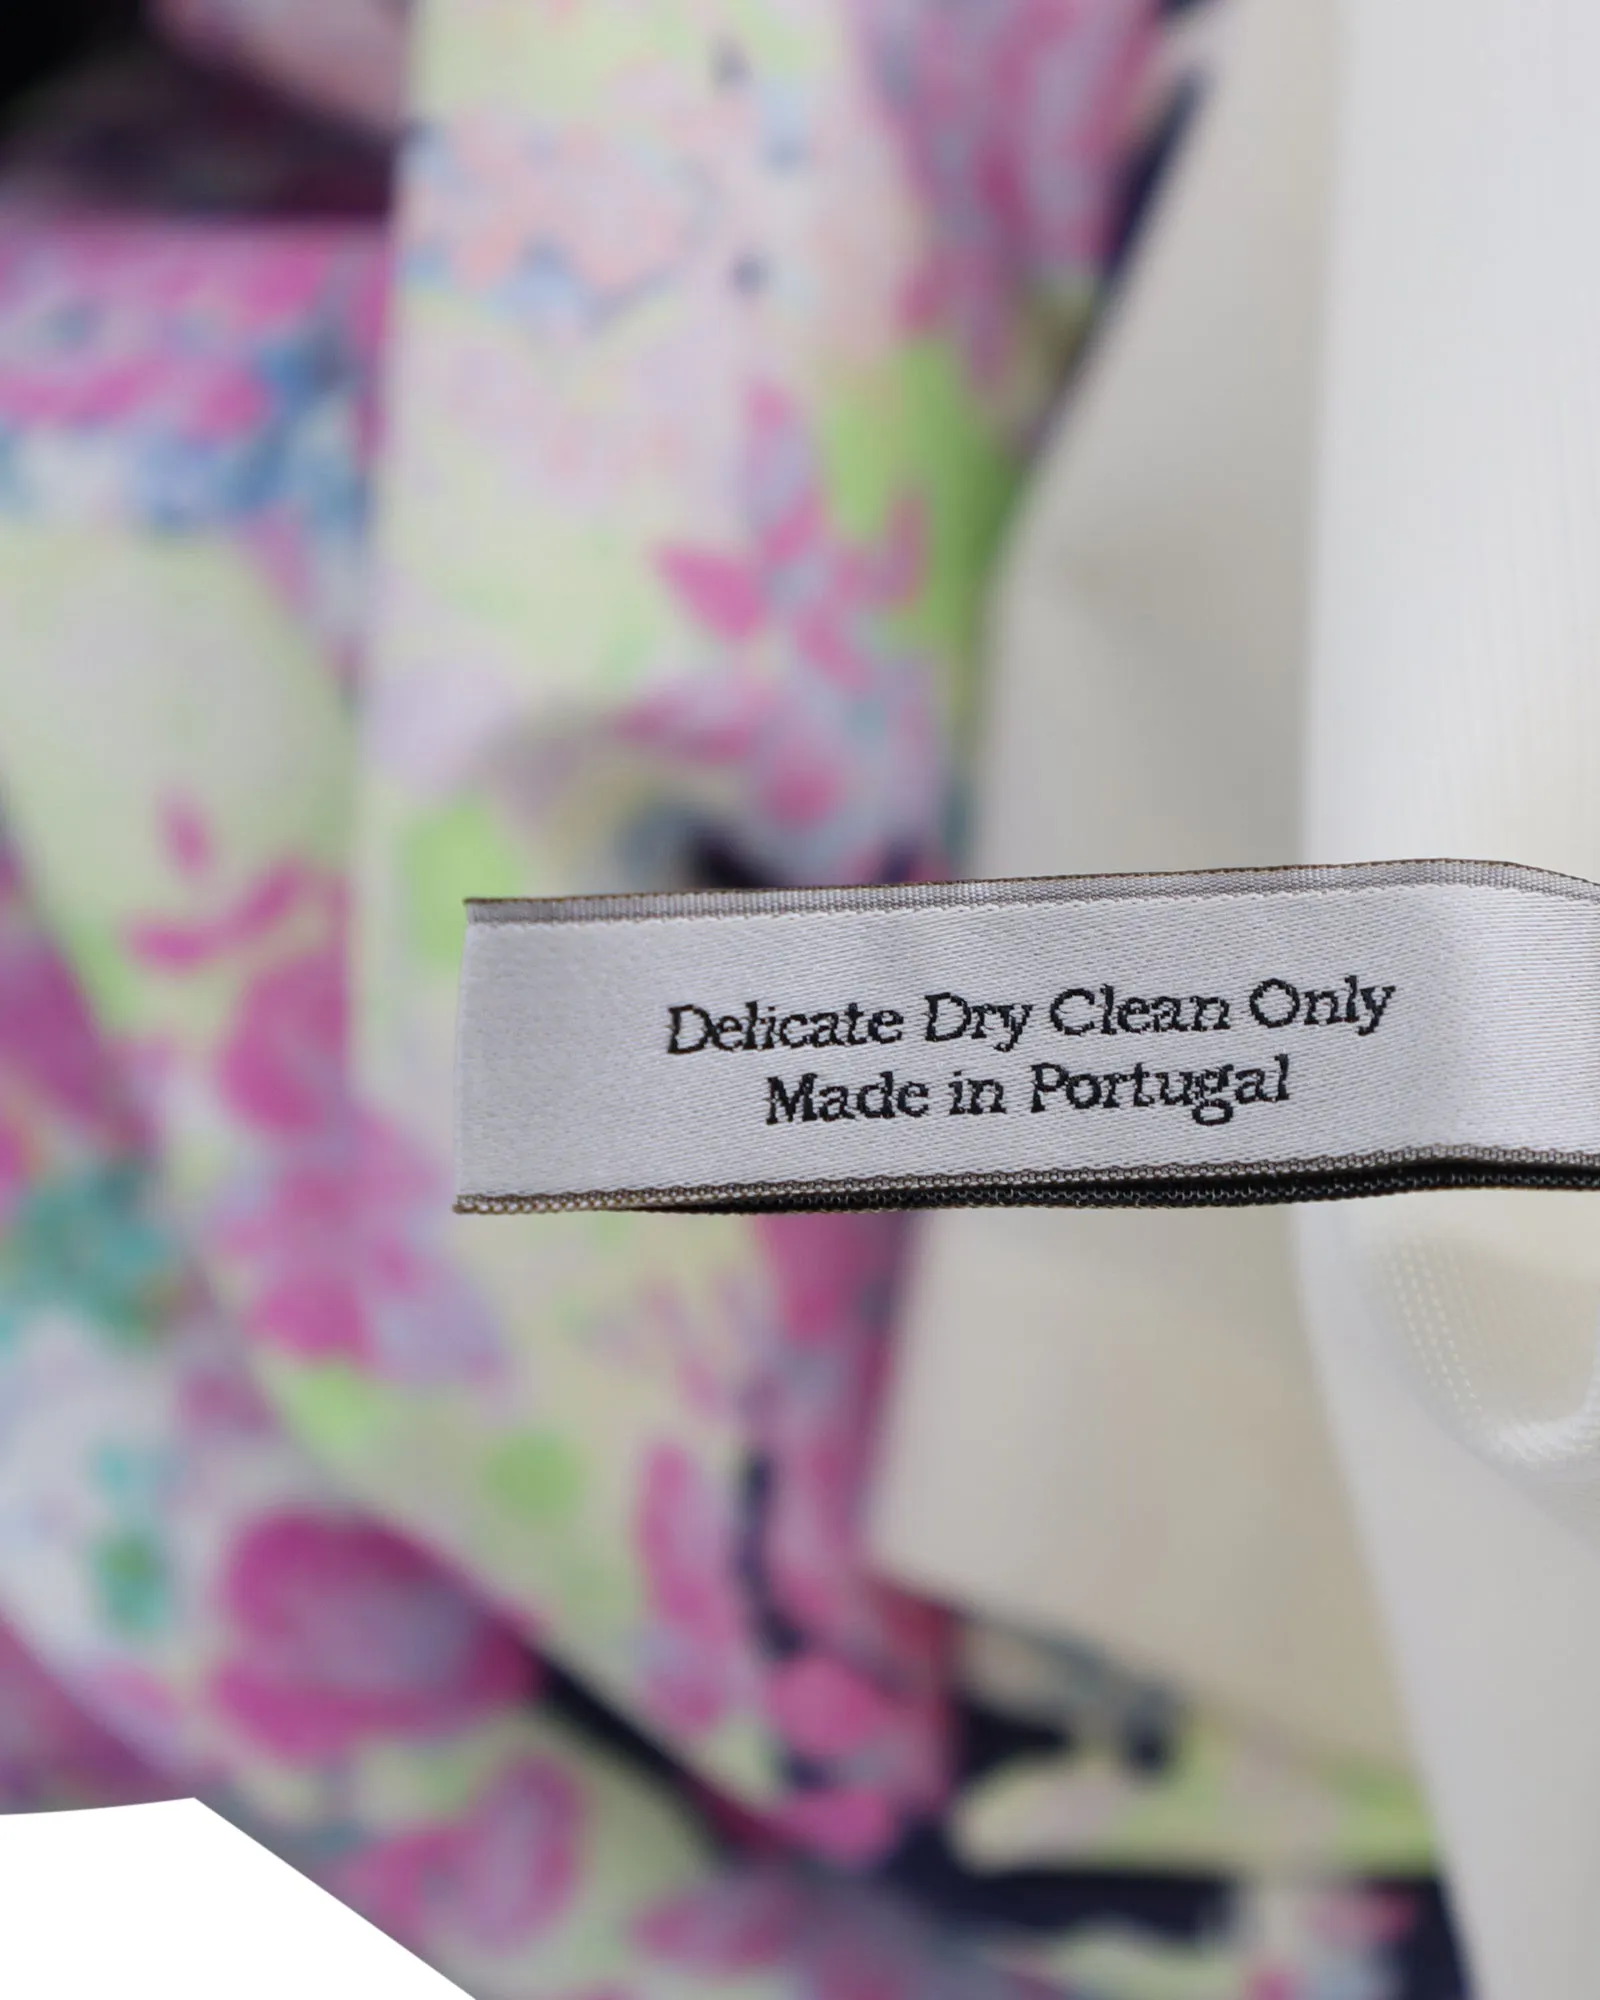 Delicate Dry Clean Only
Made in Portugal